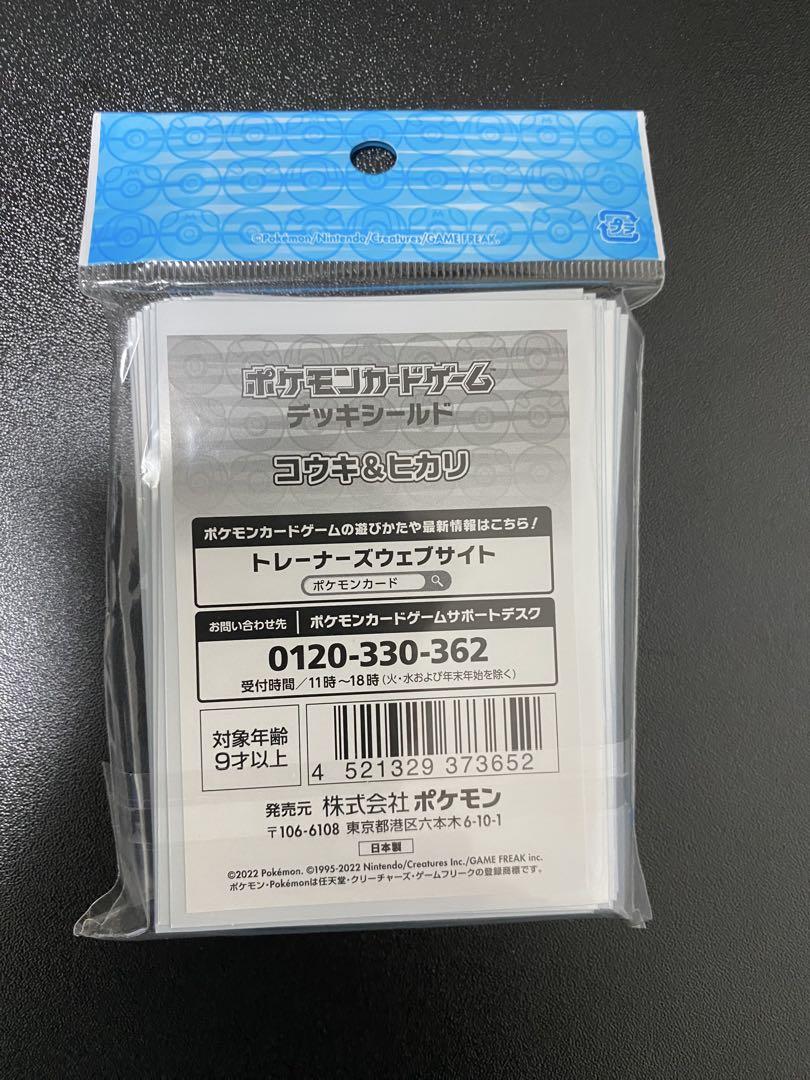 ©Pokémon/Nintendo/Creatures/GAME FREAK.
プラ
ポケモンカードゲーム™
デッキシールド
コウキ&ヒカリ
ポケモンカードゲームの遊びかたや最新情報はこちら!
トレーナーズウェブサイト
ポケモンカード
お問い合わせ先 | ポケモンカードゲームサポートデスク
0120-330-362
受付時間/11時~18時(火・水および年末年始を除く)
対象年齢
9才以上
4 521329 373652
発売元 株式会社ポケモン
〒106-6108 東京都港区六本木6-10-1
日本製
©2022 Pokémon. ©1995-2022 Nintendo/Creatures Inc./GAME FREAK inc.
ポケモン・Pokémonは任天堂・クリーチャーズ・ゲームフリークの登録商標です。